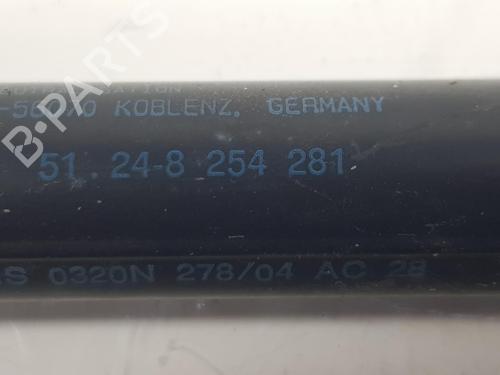 KOBLENZ, GERMANY
51.24-8 254 281
0320N 278/04 AC 28
B-PARTS